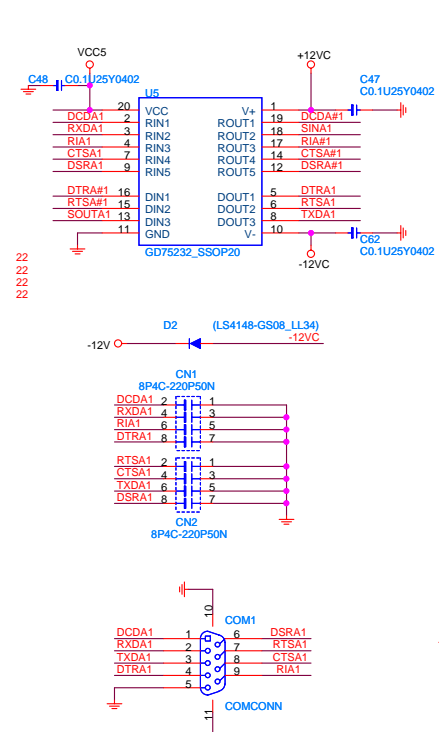 VCC5
+12VC
C48
C0.1U25Y0402
C47
C0.1U25Y0402
U5
20 VCC V+ 1
DCDA1 2 RIN1 ROUT1 19 DCDA#1
RXDA1 3 RIN2 ROUT2 18 SINA1
RIA1 4 RIN3 ROUT3 17 RIA#1
CTSA1 7 RIN4 ROUT4 14 CTSA#1
DSRA1 9 RIN5 ROUT5 12 DSRA#1
DTRA#1 16 DIN1 DOUT1 5 DTRA1
RTSA#1 15 DIN2 DOUT2 6 RTSA1
SOUTA1 13 DIN3 DOUT3 8 TXDA1
11 GND V- 10
GD75232_SSOP20
C62
C0.1U25Y0402
-12VC
22
22
22
22
D2 (LS4148-GS08_LL34)
-12V -12VC
CN1
8P4C-220P50N
DCDA1 2 1
RXDA1 4 3
RIA1 6 5
DTRA1 8 7
RTSA1 2 1
CTSA1 4 3
TXDA1 6 5
DSRA1 8 7
CN2
8P4C-220P50N
10
COM1
DCDA1 1 6 DSRA1
RXDA1 2 7 RTSA1
TXDA1 3 8 CTSA1
DTRA1 4 9 RIA1
5
COMCONN
11